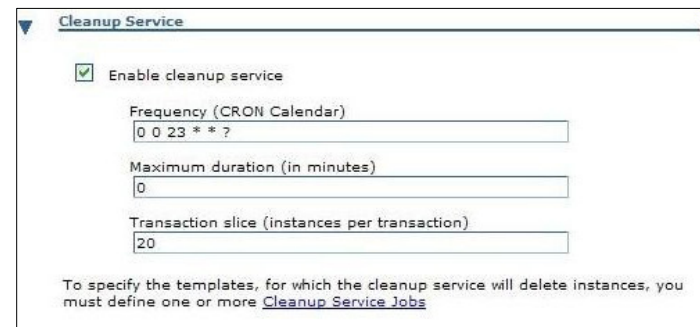 Cleanup Service
Enable cleanup service
Frequency (CRON Calendar)
0 0 23 * * ?
Maximum duration (in minutes)
0
Transaction slice (instances per transaction)
20
To specify the templates, for which the cleanup service will delete instances, you
must define one or more Cleanup Service Jobs